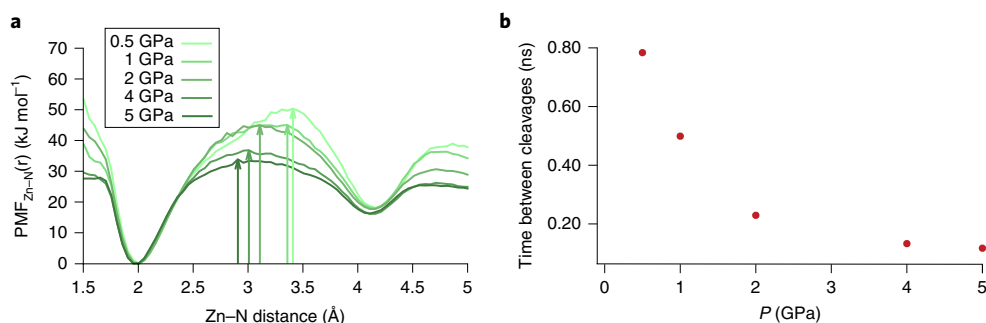 a
0.5 GPa
1 GPa
2 GPa
4 GPa
5 GPa
PMF_Zn–N(r) (kJ mol⁻¹)
70
60
50
40
30
20
10
0
1.5 2 2.5 3 3.5 4 4.5 5
Zn–N distance (Å)
b
Time between cleavages (ns)
0.80
0.60
0.40
0.20
0 1 2 3 4 5
P (GPa)